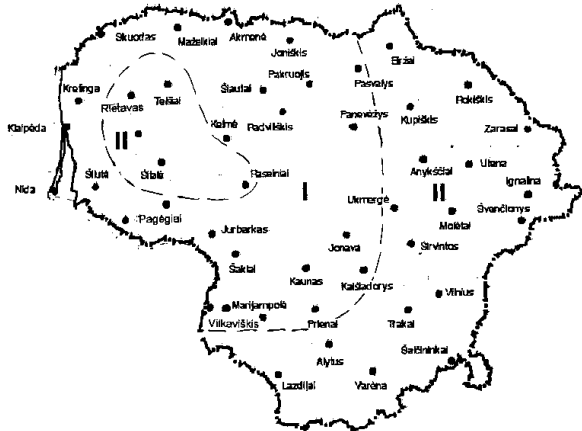 Skuodas
Mažeikiai
Akmenė
Joniškis
Biržai
Kretinga
Rietavas
Telšiai
Šiauliai
Pakruojis
Pasvalys
Rokiškis
Klaipėda
II
Kelmė
Radviliškis
Panevėžys
Kupiškis
Zarasai
Nida
Šilutė
Šilalė
Raseiniai
I
Anykščiai
Utena
Ignalina
II
Pagėgiai
Ukmergė
Molėtai
Švenčionys
Jurbarkas
Jonava
Širvintos
Šakiai
Kaunas
Kaišiadorys
Vilnius
Marijampolė
Vilkaviškis
Prienai
Trakai
Alytus
Šalčininkai
Lazdijai
Varėna